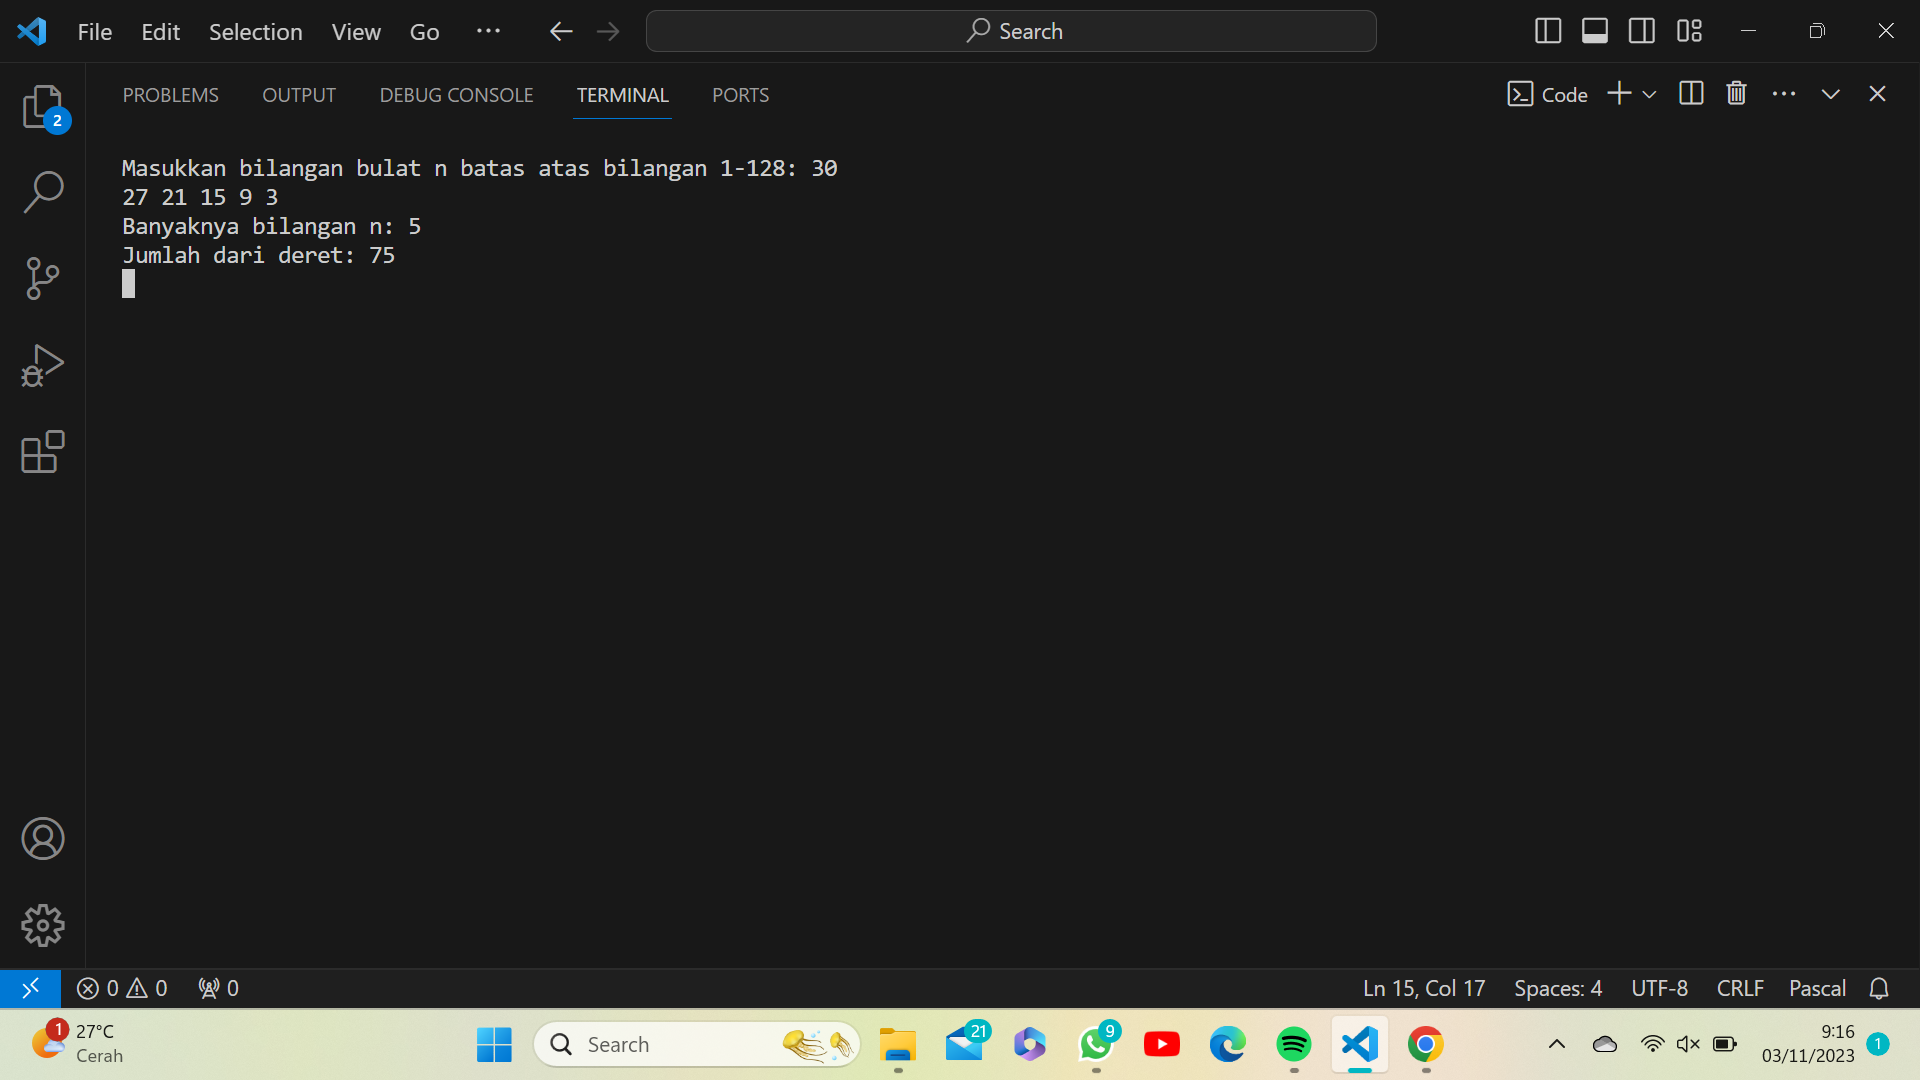 File Edit Selection View Go ...
Search
2
PROBLEMS OUTPUT DEBUG CONSOLE TERMINAL PORTS
Code
Masukkan bilangan bulat n batas atas bilangan 1-128: 30
27 21 15 9 3
Banyaknya bilangan n: 5
Jumlah dari deret: 75
0 0 0
Ln 15, Col 17 Spaces: 4 UTF-8 CRLF Pascal
1
27°C
Cerah
Search
21
9
9:16
03/11/2023
1